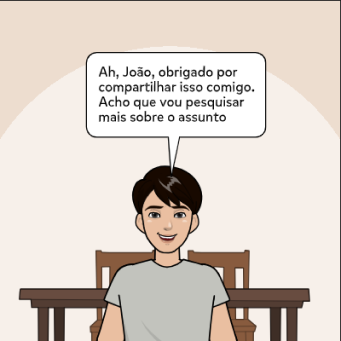 Ah, João, obrigado por
compartilhar isso comigo.
Acho que vou pesquisar
mais sobre o assunto